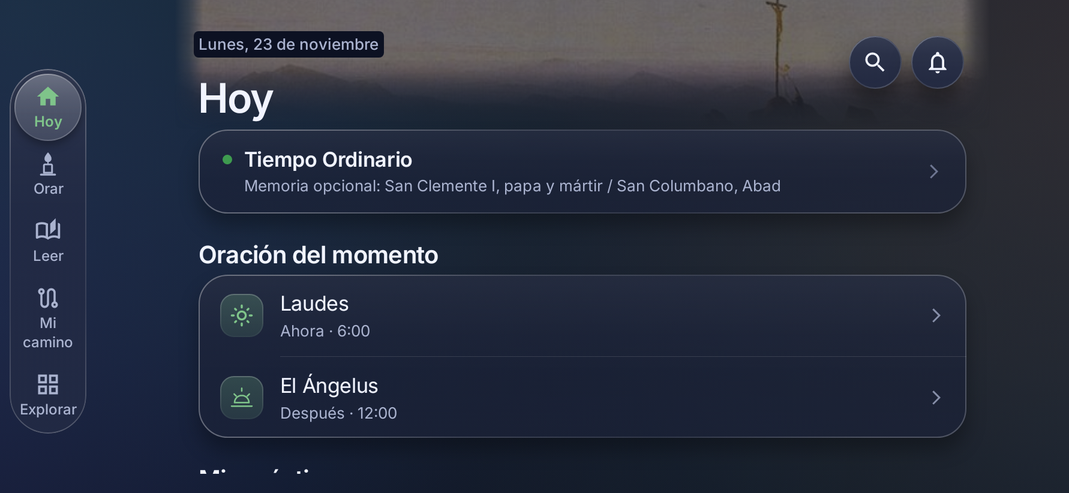 Lunes, 23 de noviembre
Hoy
Hoy
Orar
Leer
Mi
camino
Explorar
Tiempo Ordinario
Memoria opcional: San Clemente I, papa y mártir / San Columbano, Abad
Oración del momento
Laudes
Ahora · 6:00
El Ángelus
Después · 12:00